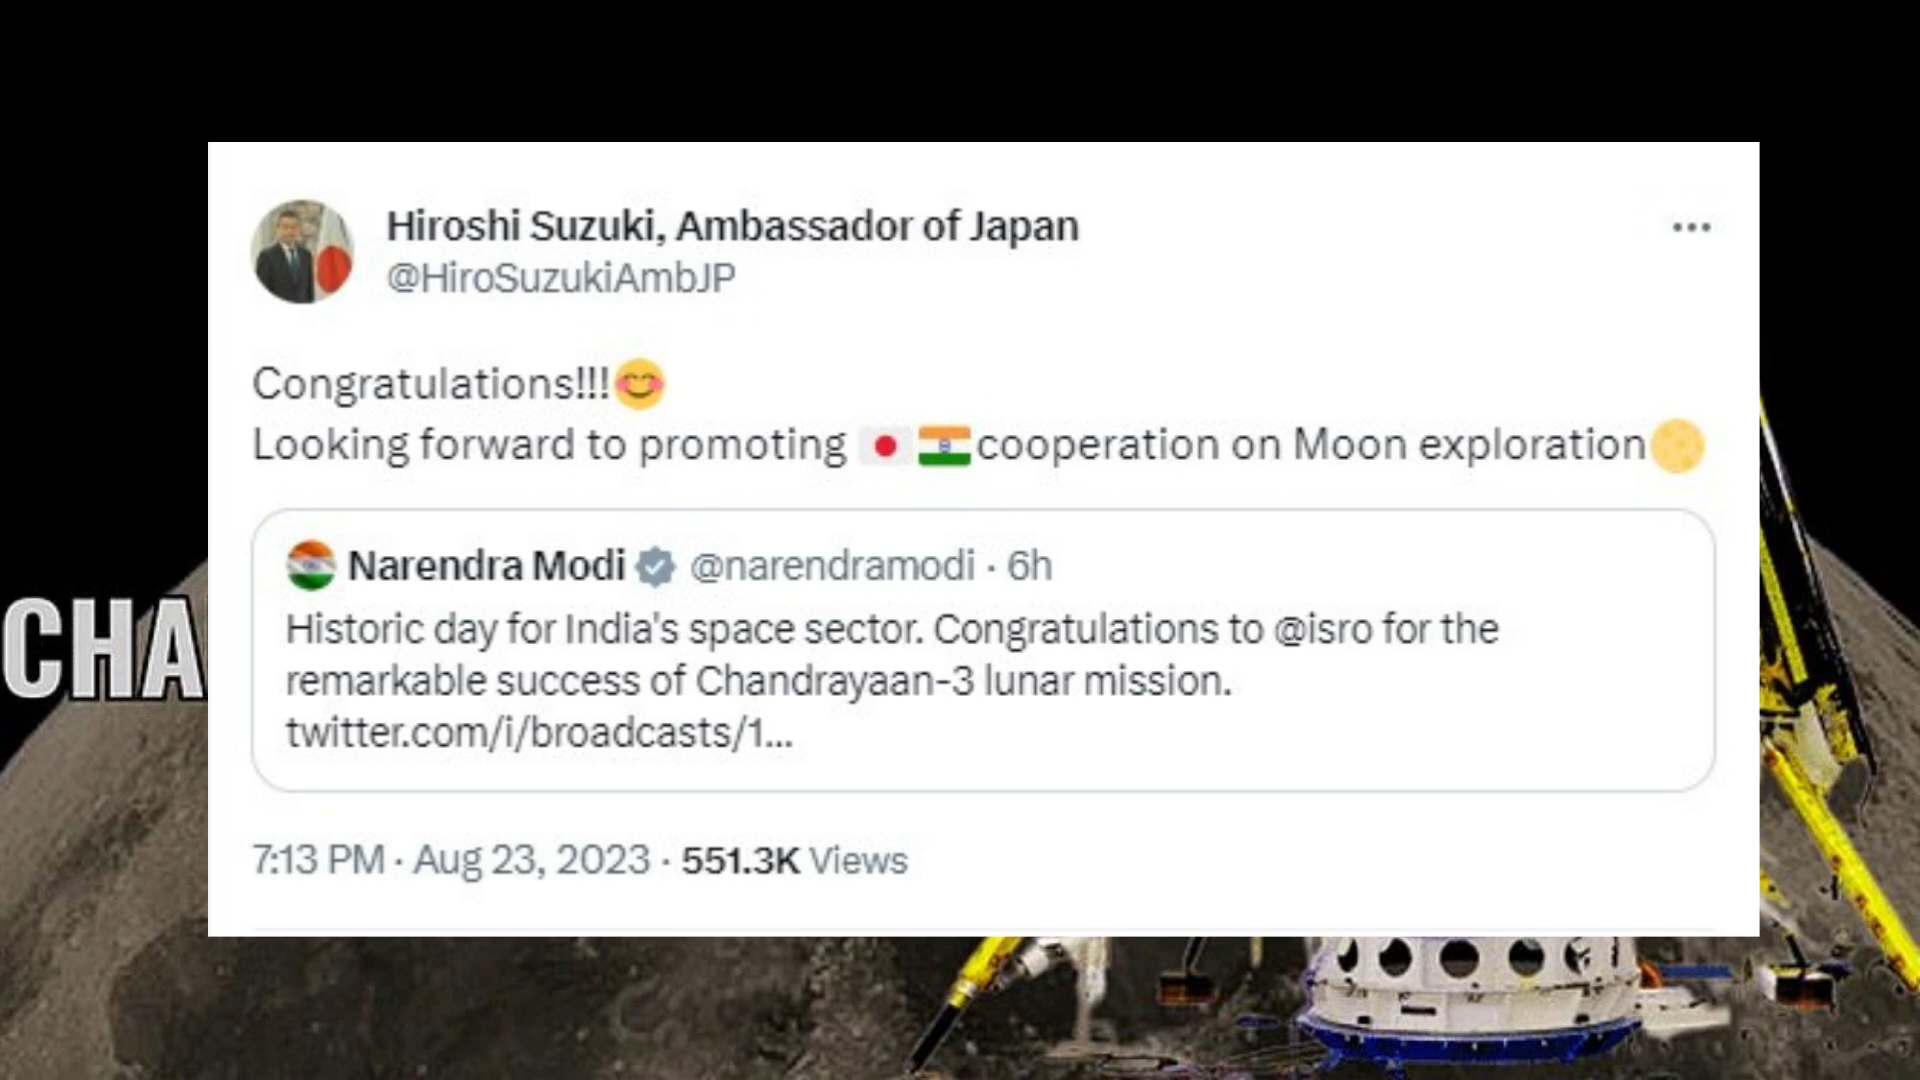 Hiroshi Suzuki, Ambassador of Japan
@HiroSuzukiAmbJP
Congratulations!!!😊
Looking forward to promoting 🇯🇵🇮🇳cooperation on Moon exploration🌕
Narendra Modi @narendramodi · 6h
Historic day for India's space sector. Congratulations to @isro for the
remarkable success of Chandrayaan-3 lunar mission.
twitter.com/i/broadcasts/1...
CHA
7:13 PM · Aug 23, 2023 · 551.3K Views